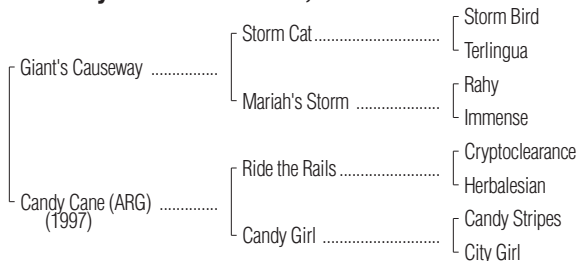 Storm Bird
Storm Cat
Terlingua
Giant's Causeway
Rahy
Mariah's Storm
Immense
Cryptoclearance
Ride the Rails
Herbalesian
Candy Cane (ARG)
(1997)
Candy Stripes
Candy Girl
City Girl